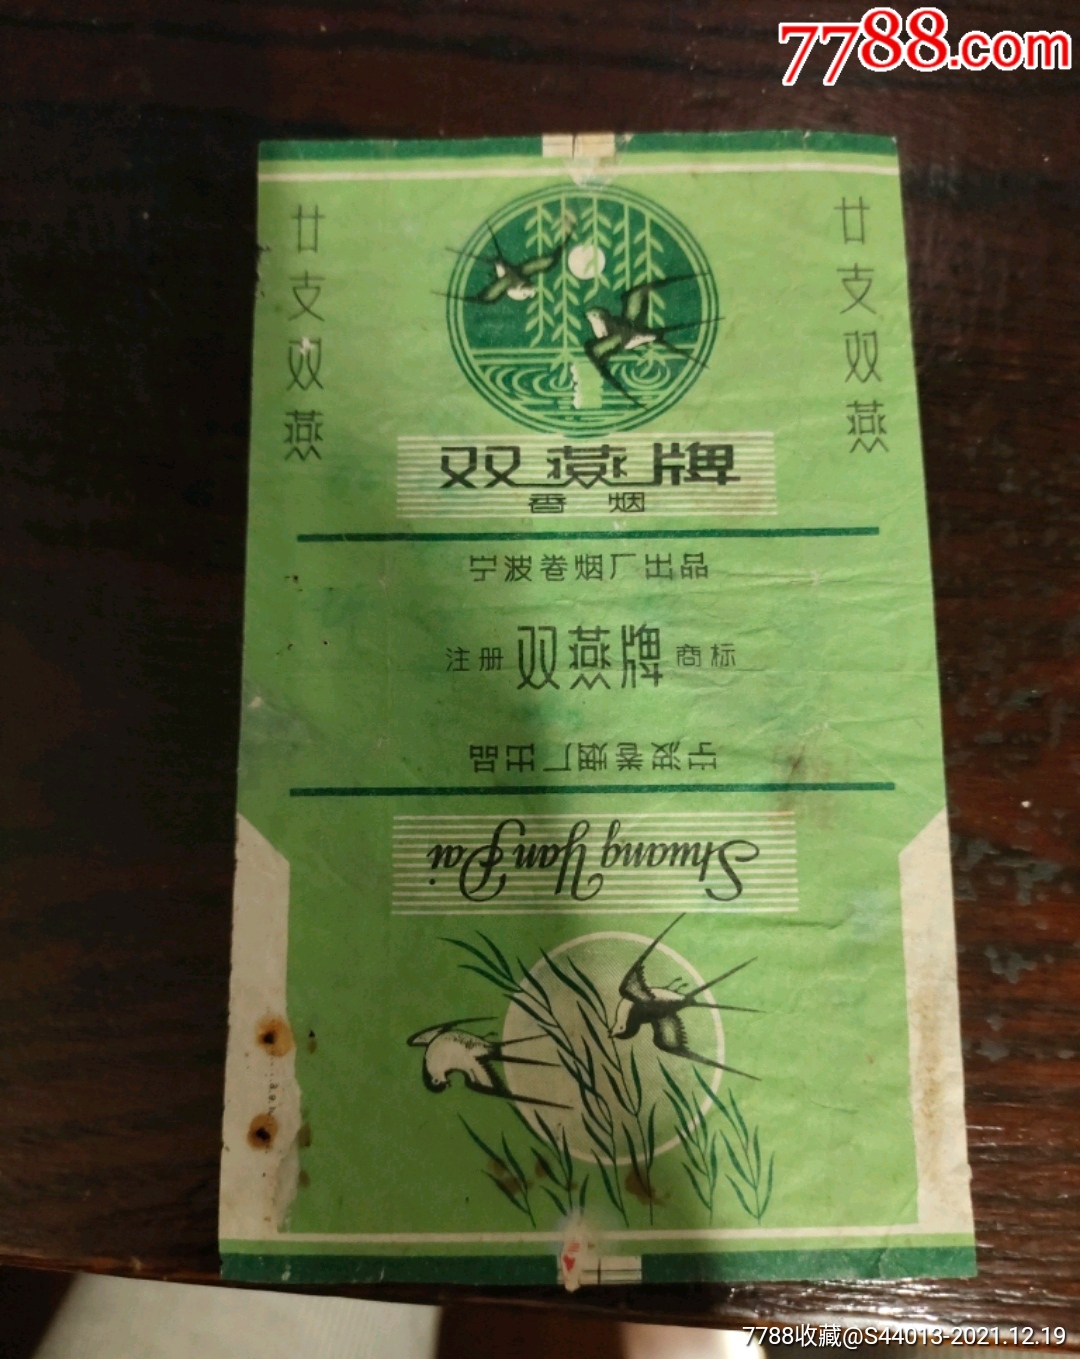 7788.com
廿支双燕
廿支双燕
双燕牌
香烟
宁波卷烟厂出品
注册 双燕牌 商标
宁波卷烟厂出品
Shuang Yan Pai
7788收藏@S44013-2021.12.19